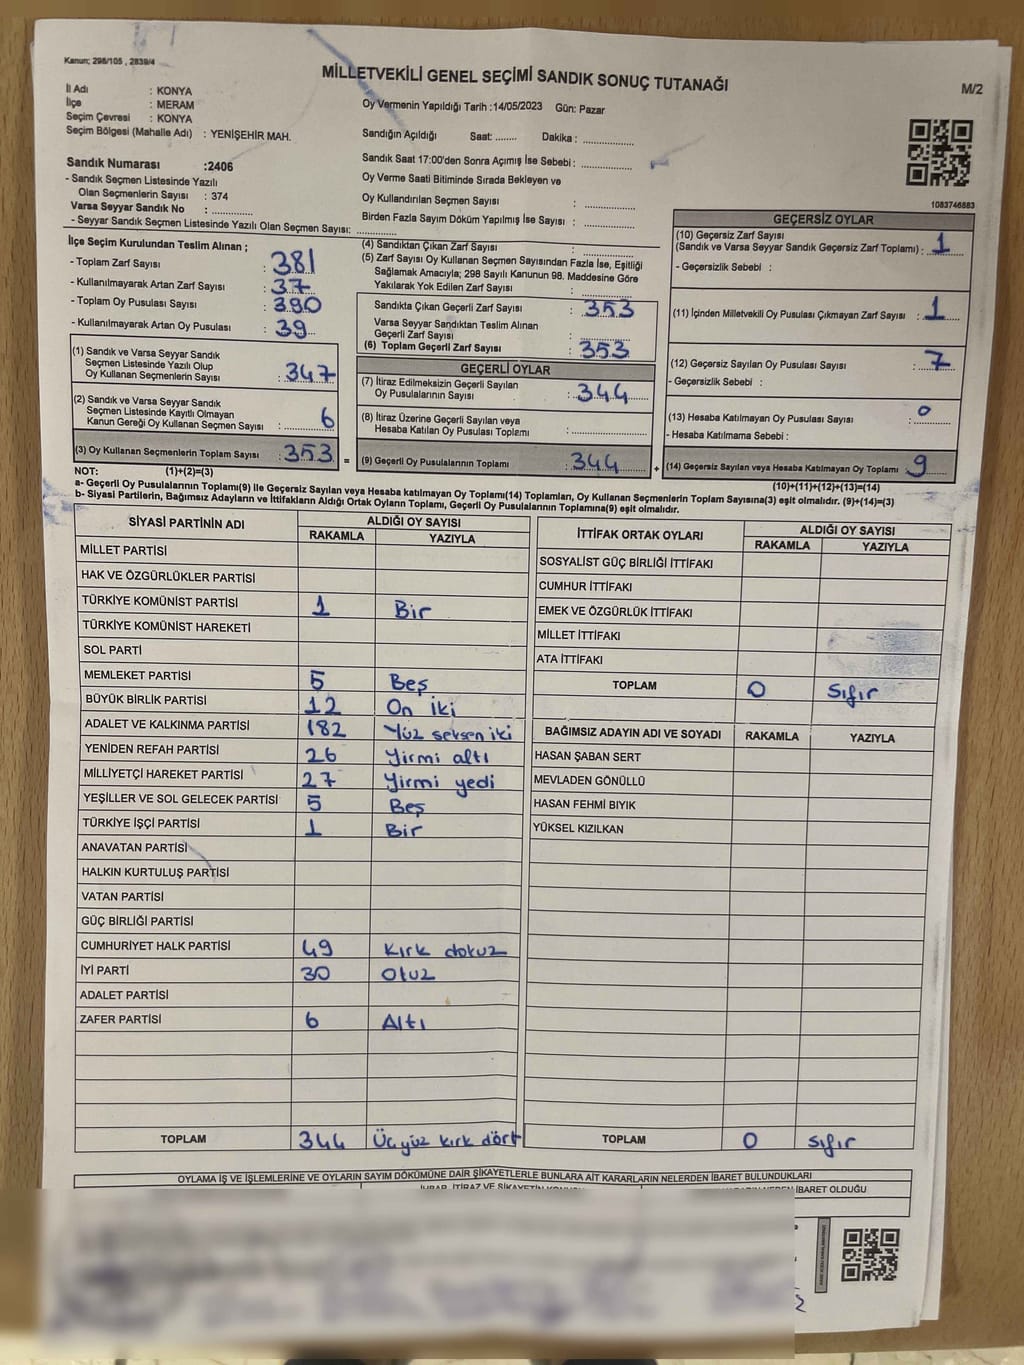 Kanun; 298/105 , 2839/4
MİLLETVEKİLİ GENEL SEÇİMİ SANDIK SONUÇ TUTANAĞI
M/2
İl Adı : KONYA
İlçe : MERAM
Seçim Çevresi : KONYA
Seçim Bölgesi (Mahalle Adı) : YENİŞEHİR MAH.
Oy Vermenin Yapıldığı Tarih :14/05/2023 Gün: Pazar
Sandığın Açıldığı Saat: ........ Dakika : ................
Sandık Saat 17:00'den Sonra Açımış İse Sebebi: ................
Oy Verme Saati Bitiminde Sırada Bekleyen ve
Oy Kullandırılan Seçmen Sayısı : ................
Birden Fazla Sayım Döküm Yapılmış İse Sayısı : ................
Sandık Numarası :2406
- Sandık Seçmen Listesinde Yazılı
Olan Seçmenlerin Sayısı : 374
Varsa Seyyar Sandık No : ..............
- Seyyar Sandık Seçmen Listesinde Yazılı Olan Seçmen Sayısı: ..............
1083746883
İlçe Seçim Kurulundan Teslim Alınan ;
- Toplam Zarf Sayısı : 381
- Kullanılmayarak Artan Zarf Sayısı : 37
- Toplam Oy Pusulası Sayısı : 380
- Kullanılmayarak Artan Oy Pusulası : 39
(1) Sandık ve Varsa Seyyar Sandık
Seçmen Listesinde Yazılı Olup
Oy Kullanan Seçmenlerin Sayısı : 347
(2) Sandık ve Varsa Seyyar Sandık
Seçmen Listesinde Kayıtlı Olmayan
Kanun Gereği Oy Kullanan Seçmen Sayısı : 6
(3) Oy Kullanan Seçmenlerin Toplam Sayısı : 353 =
(4) Sandıktan Çıkan Zarf Sayısı : ..............
(5) Zarf Sayısı Oy Kullanan Seçmen Sayısından Fazla İse, Eşitliği
Sağlamak Amacıyla; 298 Sayılı Kanunun 98. Maddesine Göre
Yakılarak Yok Edilen Zarf Sayısı : ..............
Sandıkta Çıkan Geçerli Zarf Sayısı : 353
Varsa Seyyar Sandıktan Teslim Alınan
Geçerli Zarf Sayısı : ..............
(6) Toplam Geçerli Zarf Sayısı : 353
GEÇERLİ OYLAR
(7) İtiraz Edilmeksizin Geçerli Sayılan
Oy Pusulalarının Sayısı : 344
(8) İtiraz Üzerine Geçerli Sayılan veya
Hesaba Katılan Oy Pusulası Toplamı : ..............
(9) Geçerli Oy Pusulalarının Toplamı : 344 +
GEÇERSİZ OYLAR
(10) Geçersiz Zarf Sayısı
(Sandık ve Varsa Seyyar Sandık Geçersiz Zarf Toplamı) : 1
- Geçersizlik Sebebi :
(11) İçinden Milletvekili Oy Pusulası Çıkmayan Zarf Sayısı : 1
(12) Geçersiz Sayılan Oy Pusulası Sayısı : 7
- Geçersizlik Sebebi :
(13) Hesaba Katılmayan Oy Pusulası Sayısı : 0
- Hesaba Katılmama Sebebi :
(14) Geçersiz Sayılan veya Hesaba Katılmayan Oy Toplamı : 9
NOT: (1)+(2)=(3) (10)+(11)+(12)+(13)=(14)
a- Geçerli Oy Pusulalarının Toplamı(9) ile Geçersiz Sayılan veya Hesaba katılmayan Oy Toplamı(14) Toplamları, Oy Kullanan Seçmenlerin Toplam Sayısına(3) eşit olmalıdır. (9)+(14)=(3)
b- Siyasi Partilerin, Bağımsız Adayların ve İttifakların Aldığı Ortak Oyların Toplamı, Geçerli Oy Pusulalarının Toplamına(9) eşit olmalıdır.
SİYASİ PARTİNİN ADI ALDIĞI OY SAYISI
RAKAMLA YAZIYLA
MİLLET PARTİSİ
HAK VE ÖZGÜRLÜKLER PARTİSİ
TÜRKİYE KOMÜNİST PARTİSİ 1 Bir
TÜRKİYE KOMÜNİST HAREKETİ
SOL PARTİ
MEMLEKET PARTİSİ 5 Beş
BÜYÜK BİRLİK PARTİSİ 12 On iki
ADALET VE KALKINMA PARTİSİ 182 Yüz seksen iki
YENİDEN REFAH PARTİSİ 26 Yirmi altı
MİLLİYETÇİ HAREKET PARTİSİ 27 Yirmi yedi
YEŞİLLER VE SOL GELECEK PARTİSİ 5 Beş
TÜRKİYE İŞÇİ PARTİSİ 1 Bir
ANAVATAN PARTİSİ
HALKIN KURTULUŞ PARTİSİ
VATAN PARTİSİ
GÜÇ BİRLİĞİ PARTİSİ
CUMHURİYET HALK PARTİSİ 49 Kırk dokuz
İYİ PARTİ 30 Otuz
ADALET PARTİSİ
ZAFER PARTİSİ 6 Altı
TOPLAM 344 Üç yüz kırk dört
İTTİFAK ORTAK OYLARI ALDIĞI OY SAYISI
RAKAMLA YAZIYLA
SOSYALİST GÜÇ BİRLİĞİ İTTİFAKI
CUMHUR İTTİFAKI
EMEK VE ÖZGÜRLÜK İTTİFAKI
MİLLET İTTİFAKI
ATA İTTİFAKI
TOPLAM 0 Sıfır
BAĞIMSIZ ADAYIN ADI VE SOYADI RAKAMLA YAZIYLA
HASAN ŞABAN SERT
MEVLADEN GÖNÜLLÜ
HASAN FEHMİ BIYIK
YÜKSEL KIZILKAN
TOPLAM 0 Sıfır
OYLAMA İŞ VE İŞLEMLERİNE VE OYLARIN SAYIM DÖKÜMÜNE DAİR ŞİKAYETLERLE BUNLARA AİT KARARLARIN NELERDEN İBARET BULUNDUKLARI
İBARET OLDUĞU